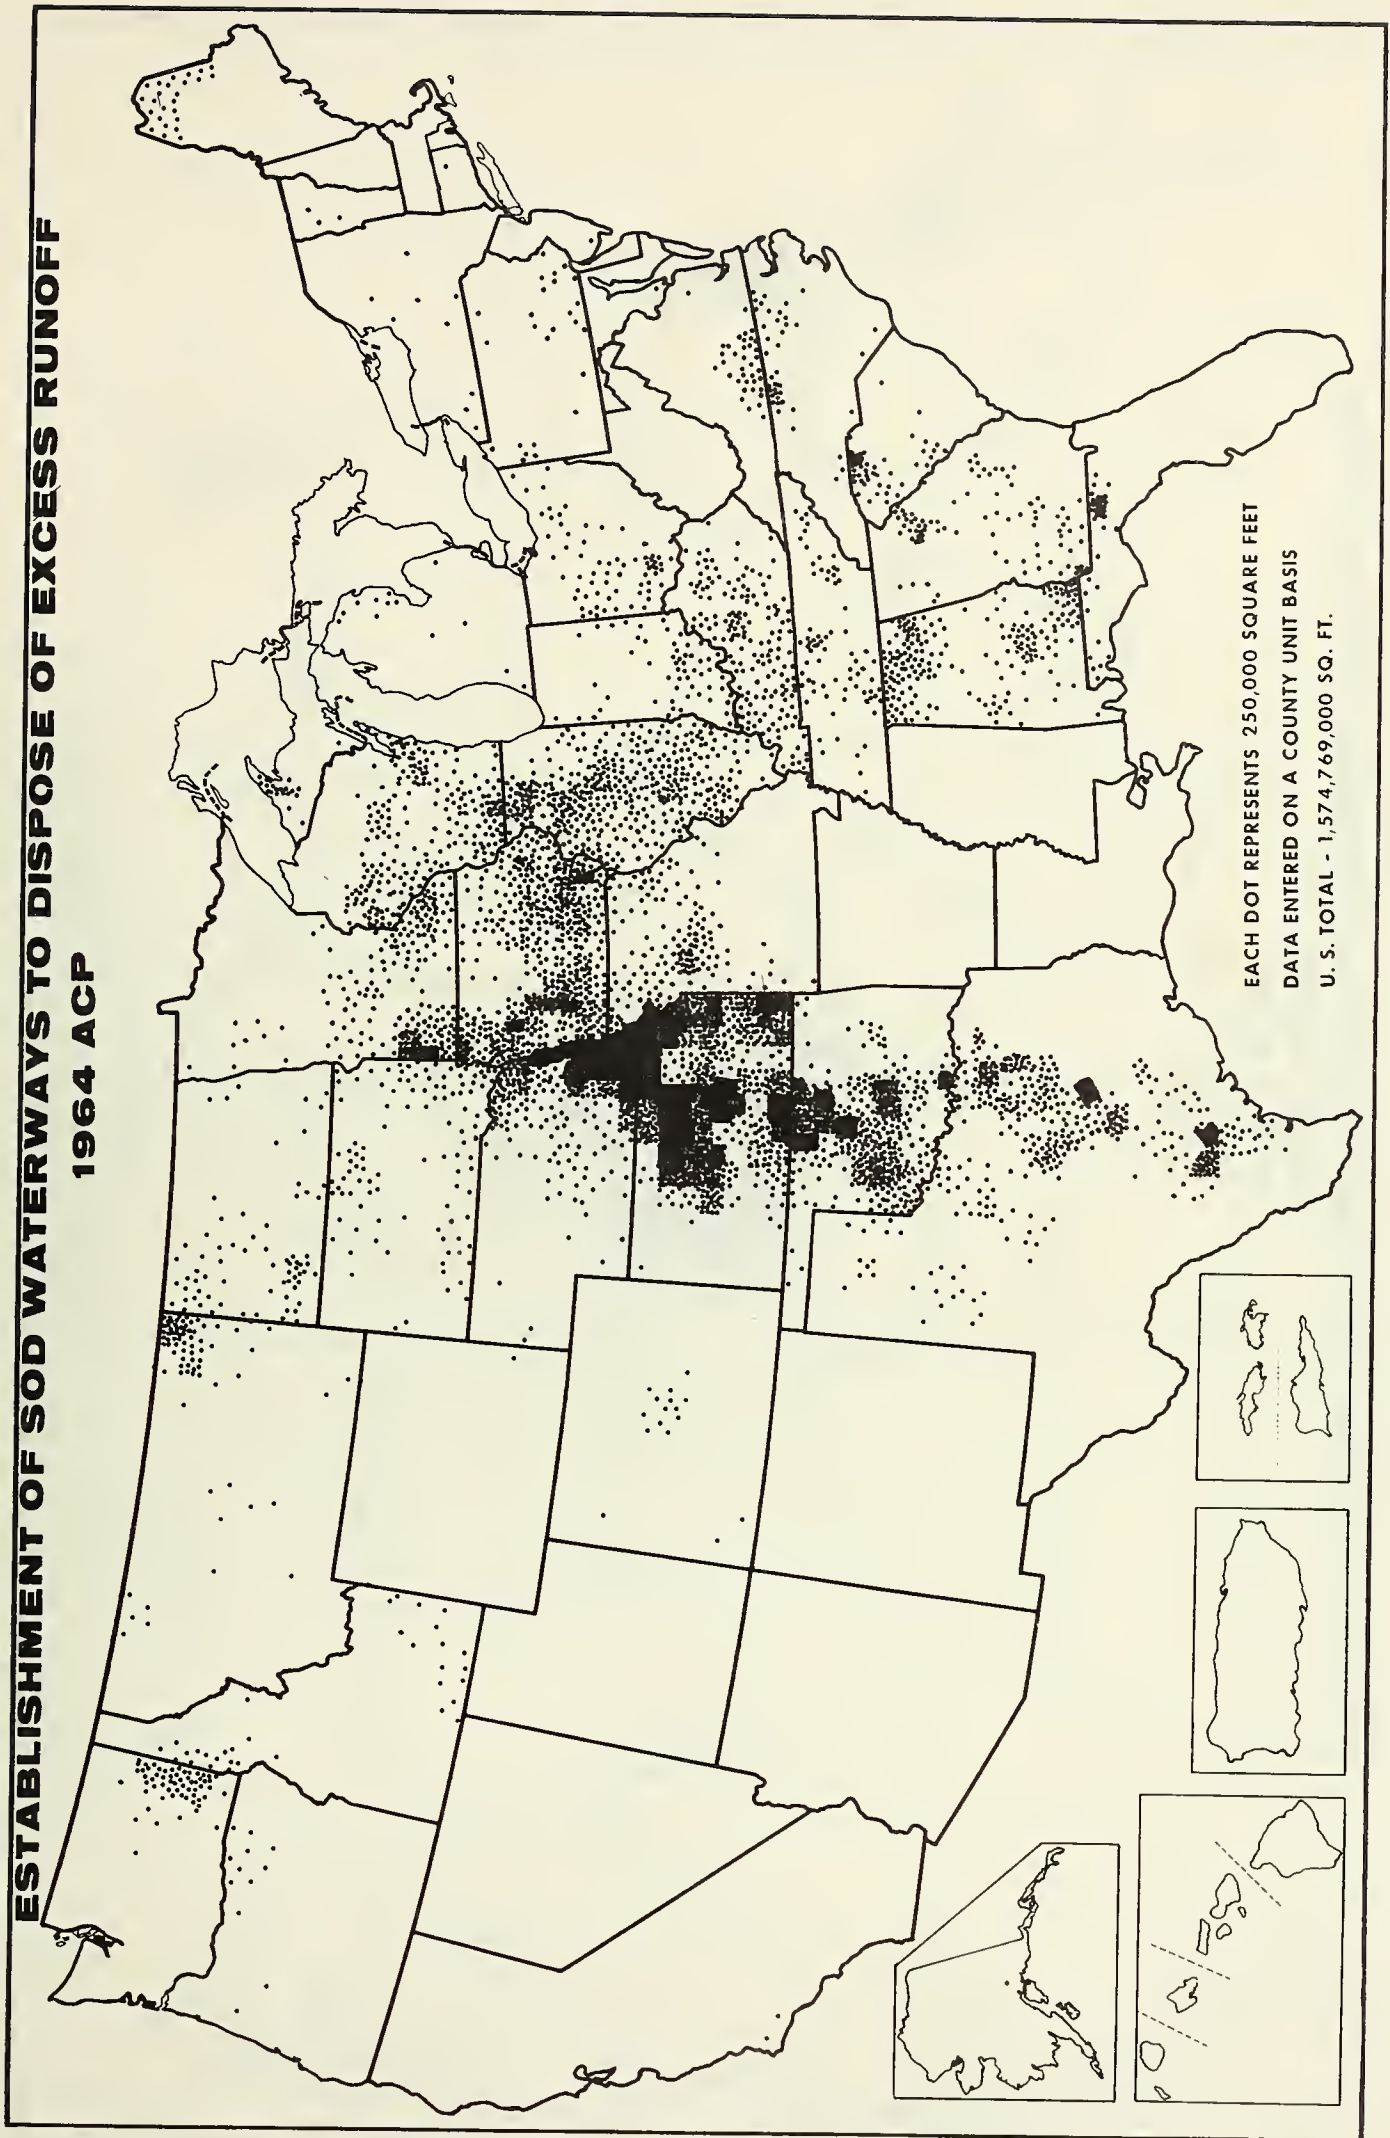 ESTABLISHMENT OF SOD WATERWAYS TO DISPOSE OF EXCESS RUNOFF
1964 ACP
EACH DOT REPRESENTS 250,000 SQUARE FEET
DATA ENTERED ON A COUNTY UNIT BASIS
U. S. TOTAL - 1,574,769,000 SQ. FT.